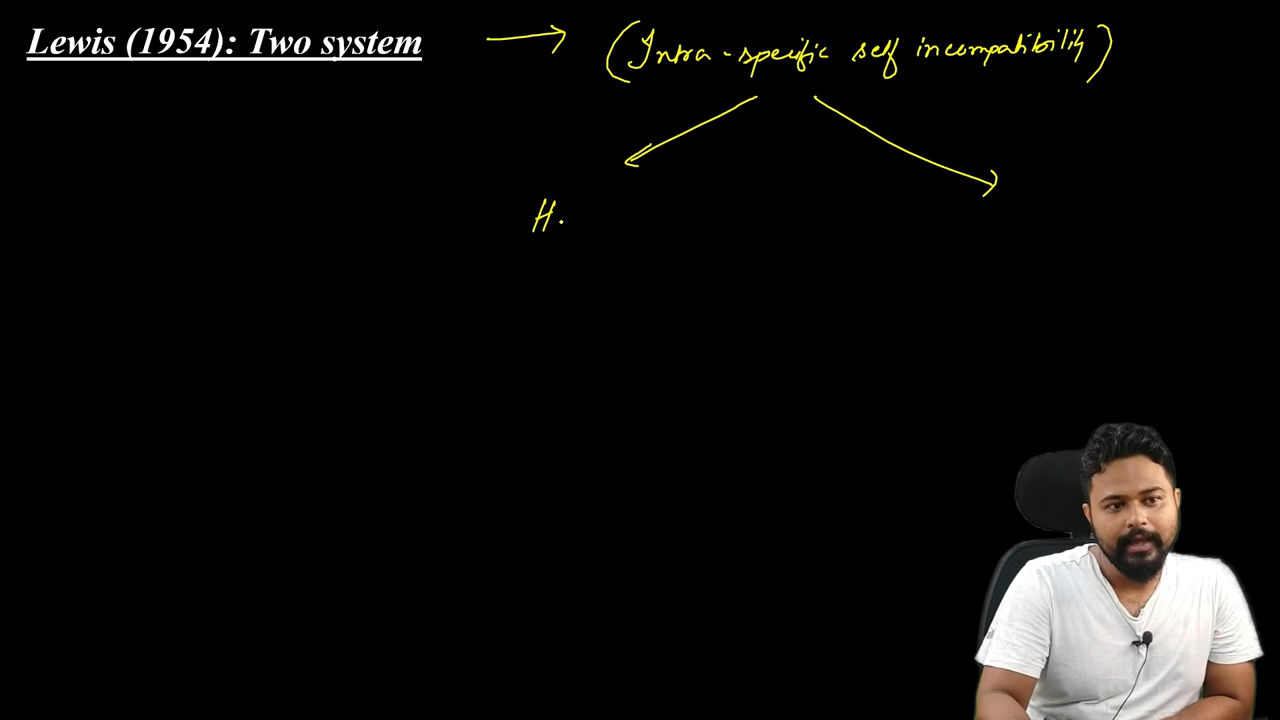 Lewis (1954): Two system → (Intra-specific self incompatibility)
H.